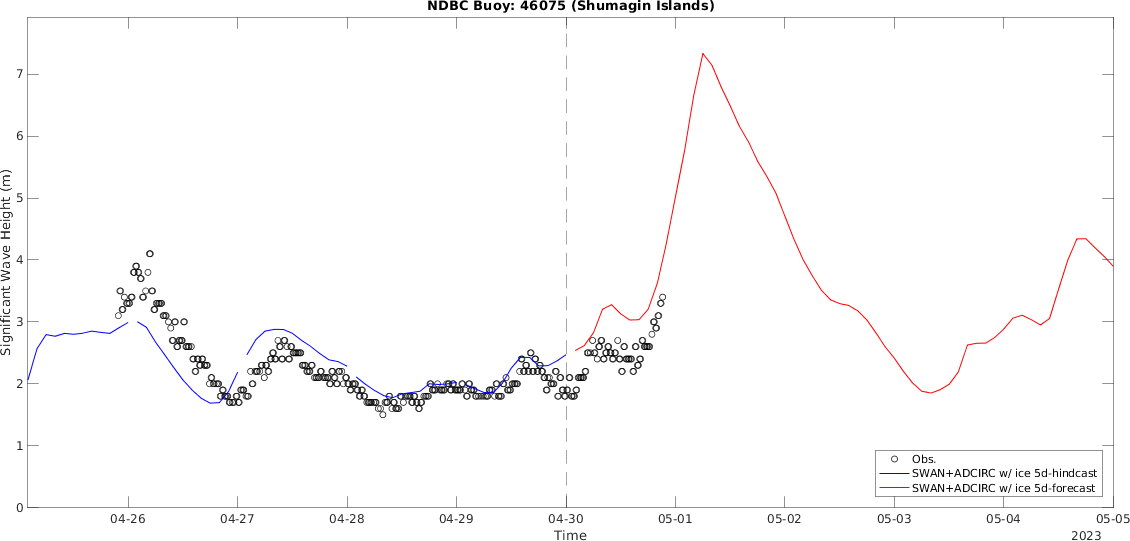 NDBC Buoy: 46075 (Shumagin Islands)
Significant Wave Height (m)
7
6
5
4
3
2
1
0
Obs.
SWAN+ADCIRC w/ ice 5d-hindcast
SWAN+ADCIRC w/ ice 5d-forecast
04-26 04-27 04-28 04-29 04-30 05-01 05-02 05-03 05-04 05-05
Time
2023